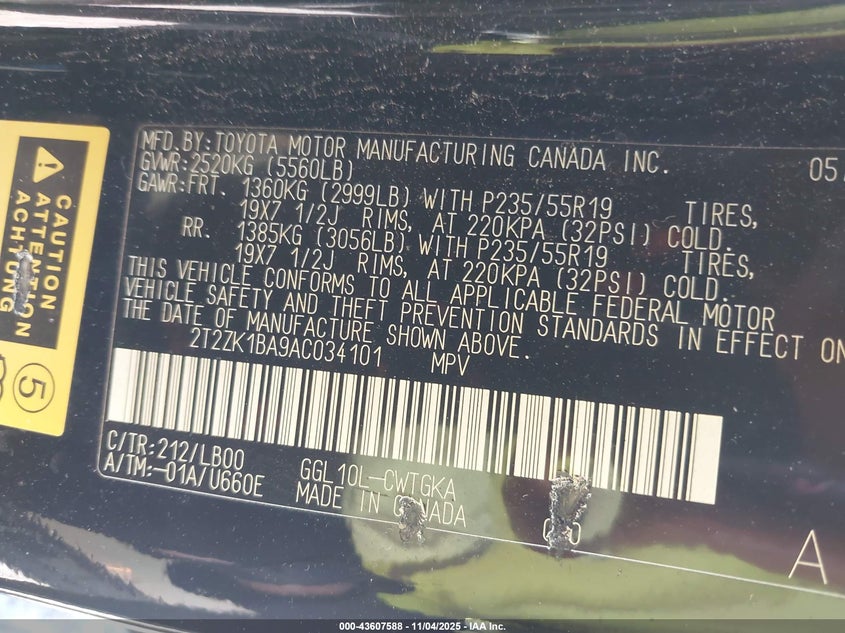 MFD.BY:TOYOTA MOTOR MANUFACTURING CANADA INC. 05
GVWR:2520KG (5560LB)
GAWR:FRT. 1360KG (2999LB) WITH P235/55R19 TIRES,
19X7 1/2J RIMS, AT 220KPA (32PSI) COLD.
RR. 1385KG (3056LB) WITH P235/55R19 TIRES,
19X7 1/2J RIMS, AT 220KPA (32PSI) COLD.
THIS VEHICLE CONFORMS TO ALL APPLICABLE FEDERAL MOTOR
VEHICLE SAFETY AND THEFT PREVENTION STANDARDS IN EFFECT ON
THE DATE OF MANUFACTURE SHOWN ABOVE.
2T2ZK1BA9AC034101 MPV
C/TR:212/LB00
A/TM:-01A/U660E
GGL10L-CWTGKA
MADE IN CANADA
A
CAUTION
ATTENTION
ACHTUNG
5
000-43607588 - 11/04/2025 - IAA Inc.